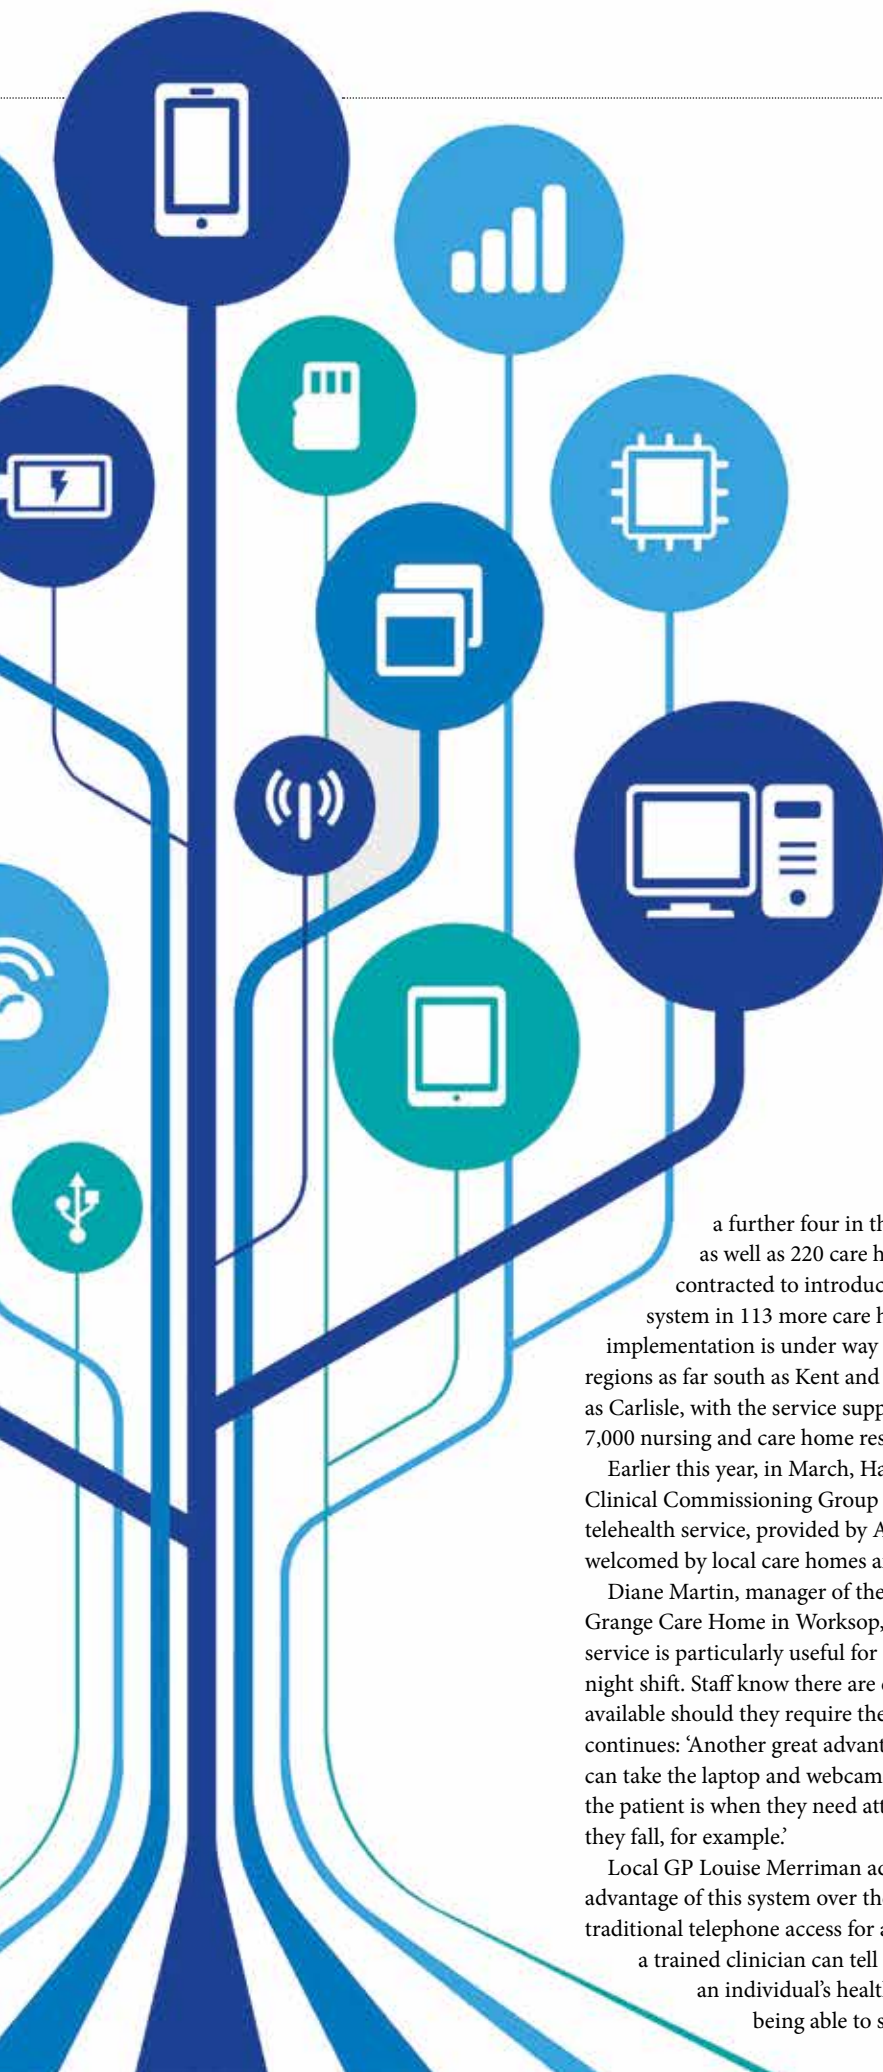 a further four in th
as well as 220 care h
contracted to introduc
system in 113 more care h
implementation is under way
regions as far south as Kent and
as Carlisle, with the service supp
7,000 nursing and care home res
Earlier this year, in March, Ha
Clinical Commissioning Group
telehealth service, provided by A
welcomed by local care homes a
Diane Martin, manager of the
Grange Care Home in Worksop,
service is particularly useful for
night shift. Staff know there are
available should they require the
continues: ‘Another great advant
can take the laptop and webcam
the patient is when they need att
they fall, for example.’
Local GP Louise Merriman ad
advantage of this system over the
traditional telephone access for a
a trained clinician can tell
an individual’s healt
being able to s